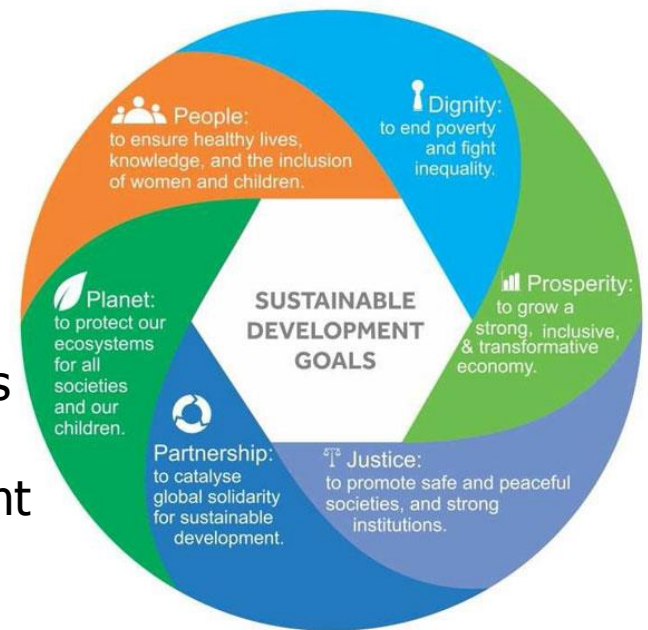 People:
to ensure healthy lives,
knowledge, and the inclusion
of women and children.
Dignity:
to end poverty
and fight
inequality.
Planet:
to protect our
ecosystems
for all
societies
and our
children.
SUSTAINABLE
DEVELOPMENT
GOALS
Prosperity:
to grow a
strong, inclusive,
& transformative
economy.
Partnership:
to catalyse
global solidarity
for sustainable
development.
Justice:
to promote safe and peaceful
societies, and strong
institutions.
s
nt